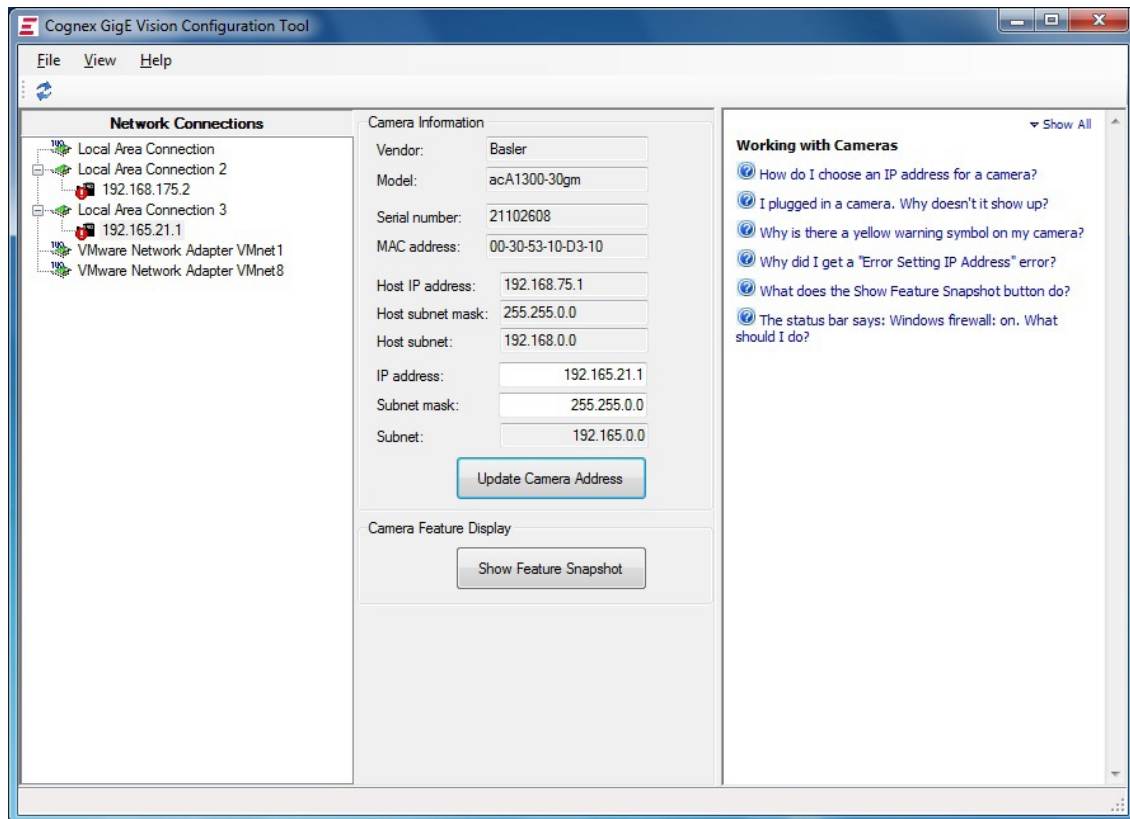 Cognex GigE Vision Configuration Tool
File View Help
Network Connections
Local Area Connection
Local Area Connection 2
192.168.175.2
Local Area Connection 3
192.165.21.1
VMware Network Adapter VMnet1
VMware Network Adapter VMnet8
Camera Information
Vendor: Basler
Model: acA1300-30gm
Serial number: 21102608
MAC address: 00-30-53-10-D3-10
Host IP address: 192.168.75.1
Host subnet mask: 255.255.0.0
Host subnet: 192.168.0.0
IP address: 192.165.21.1
Subnet mask: 255.255.0.0
Subnet: 192.165.0.0
Update Camera Address
Camera Feature Display
Show Feature Snapshot
Show All
Working with Cameras
How do I choose an IP address for a camera?
I plugged in a camera. Why doesn't it show up?
Why is there a yellow warning symbol on my camera?
Why did I get a "Error Setting IP Address" error?
What does the Show Feature Snapshot button do?
The status bar says: Windows firewall: on. What
should I do?